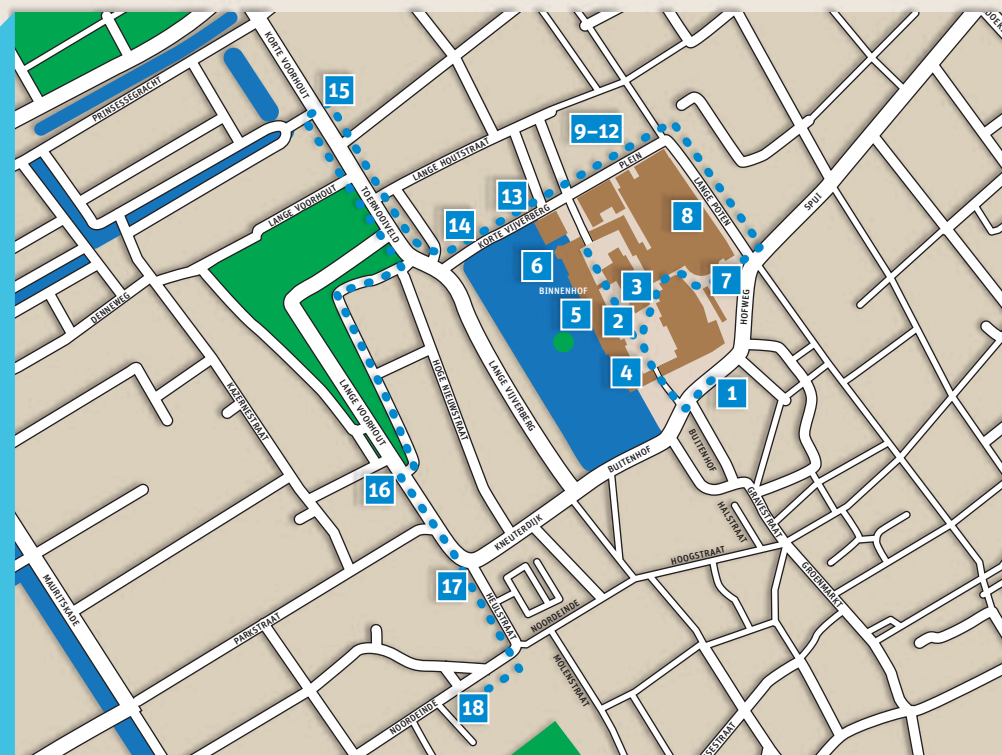 KORTE VOORHOUT
PRINSESSEGRACHT
15
9–12
LANGE HOUTSTRAAT
PLEIN
LANGE POTEN
SPUI
LANGE VOORHOUT
TOERNOOIVELD
13
14
KORTE VIJVERBERG
8
6
BINNENHOF
3
7
5
2
HOFWEG
DENNEWEG
4
1
KAZERNESTRAAT
LANGE VOORHOUT
HOGE NIEUWSTRAAT
LANGE VIJVERBERG
BUITENHOF
BUITENHOF
16
KNEUTERDIJK
HALSTRAAT
GRAVESTRAAT
HOOGSTRAAT
17
MAURITSKADE
PARKSTRAAT
HEULSTRAAT
NOORDEINDE
GROENMARKT
MOLENSTRAAT
18
NOORDEINDE